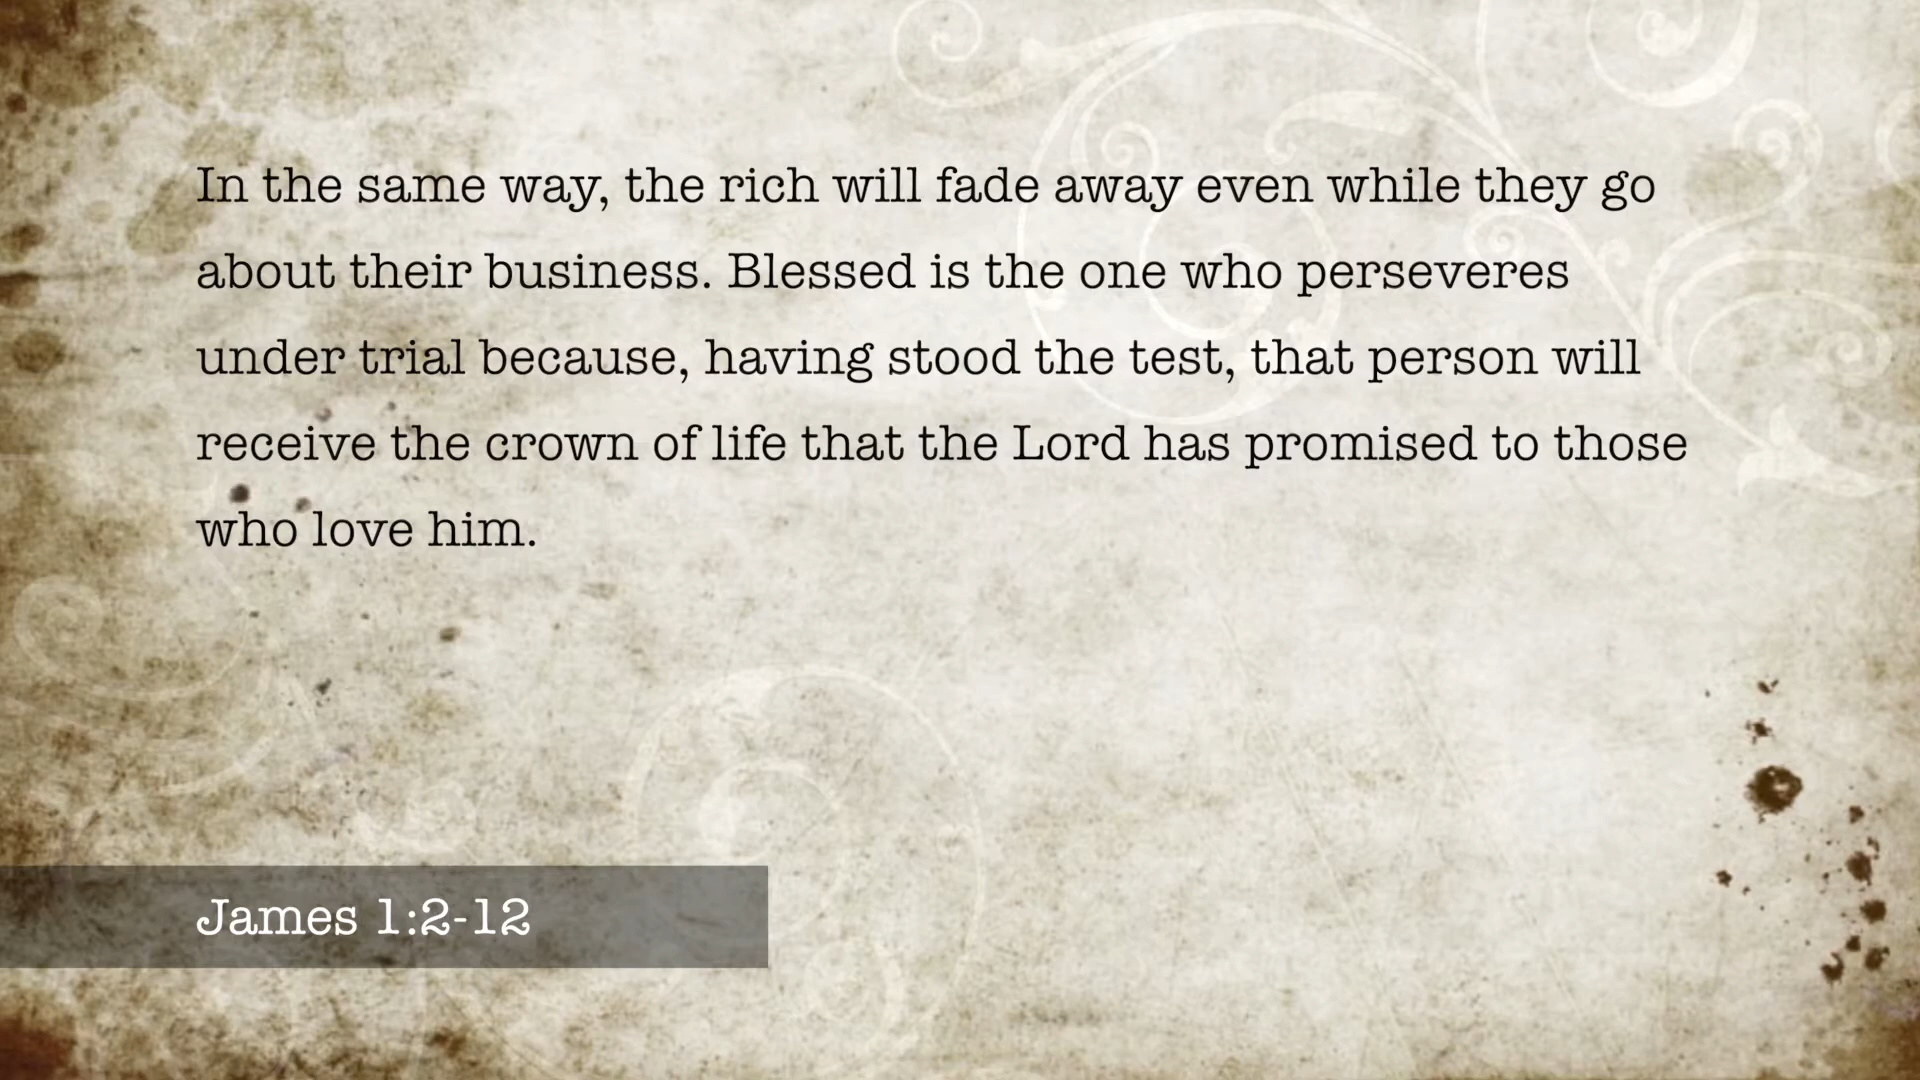 In the same way, the rich will fade away even while they go
about their business. Blessed is the one who perseveres
under trial because, having stood the test, that person will
receive the crown of life that the Lord has promised to those
who love him.
James 1:2-12